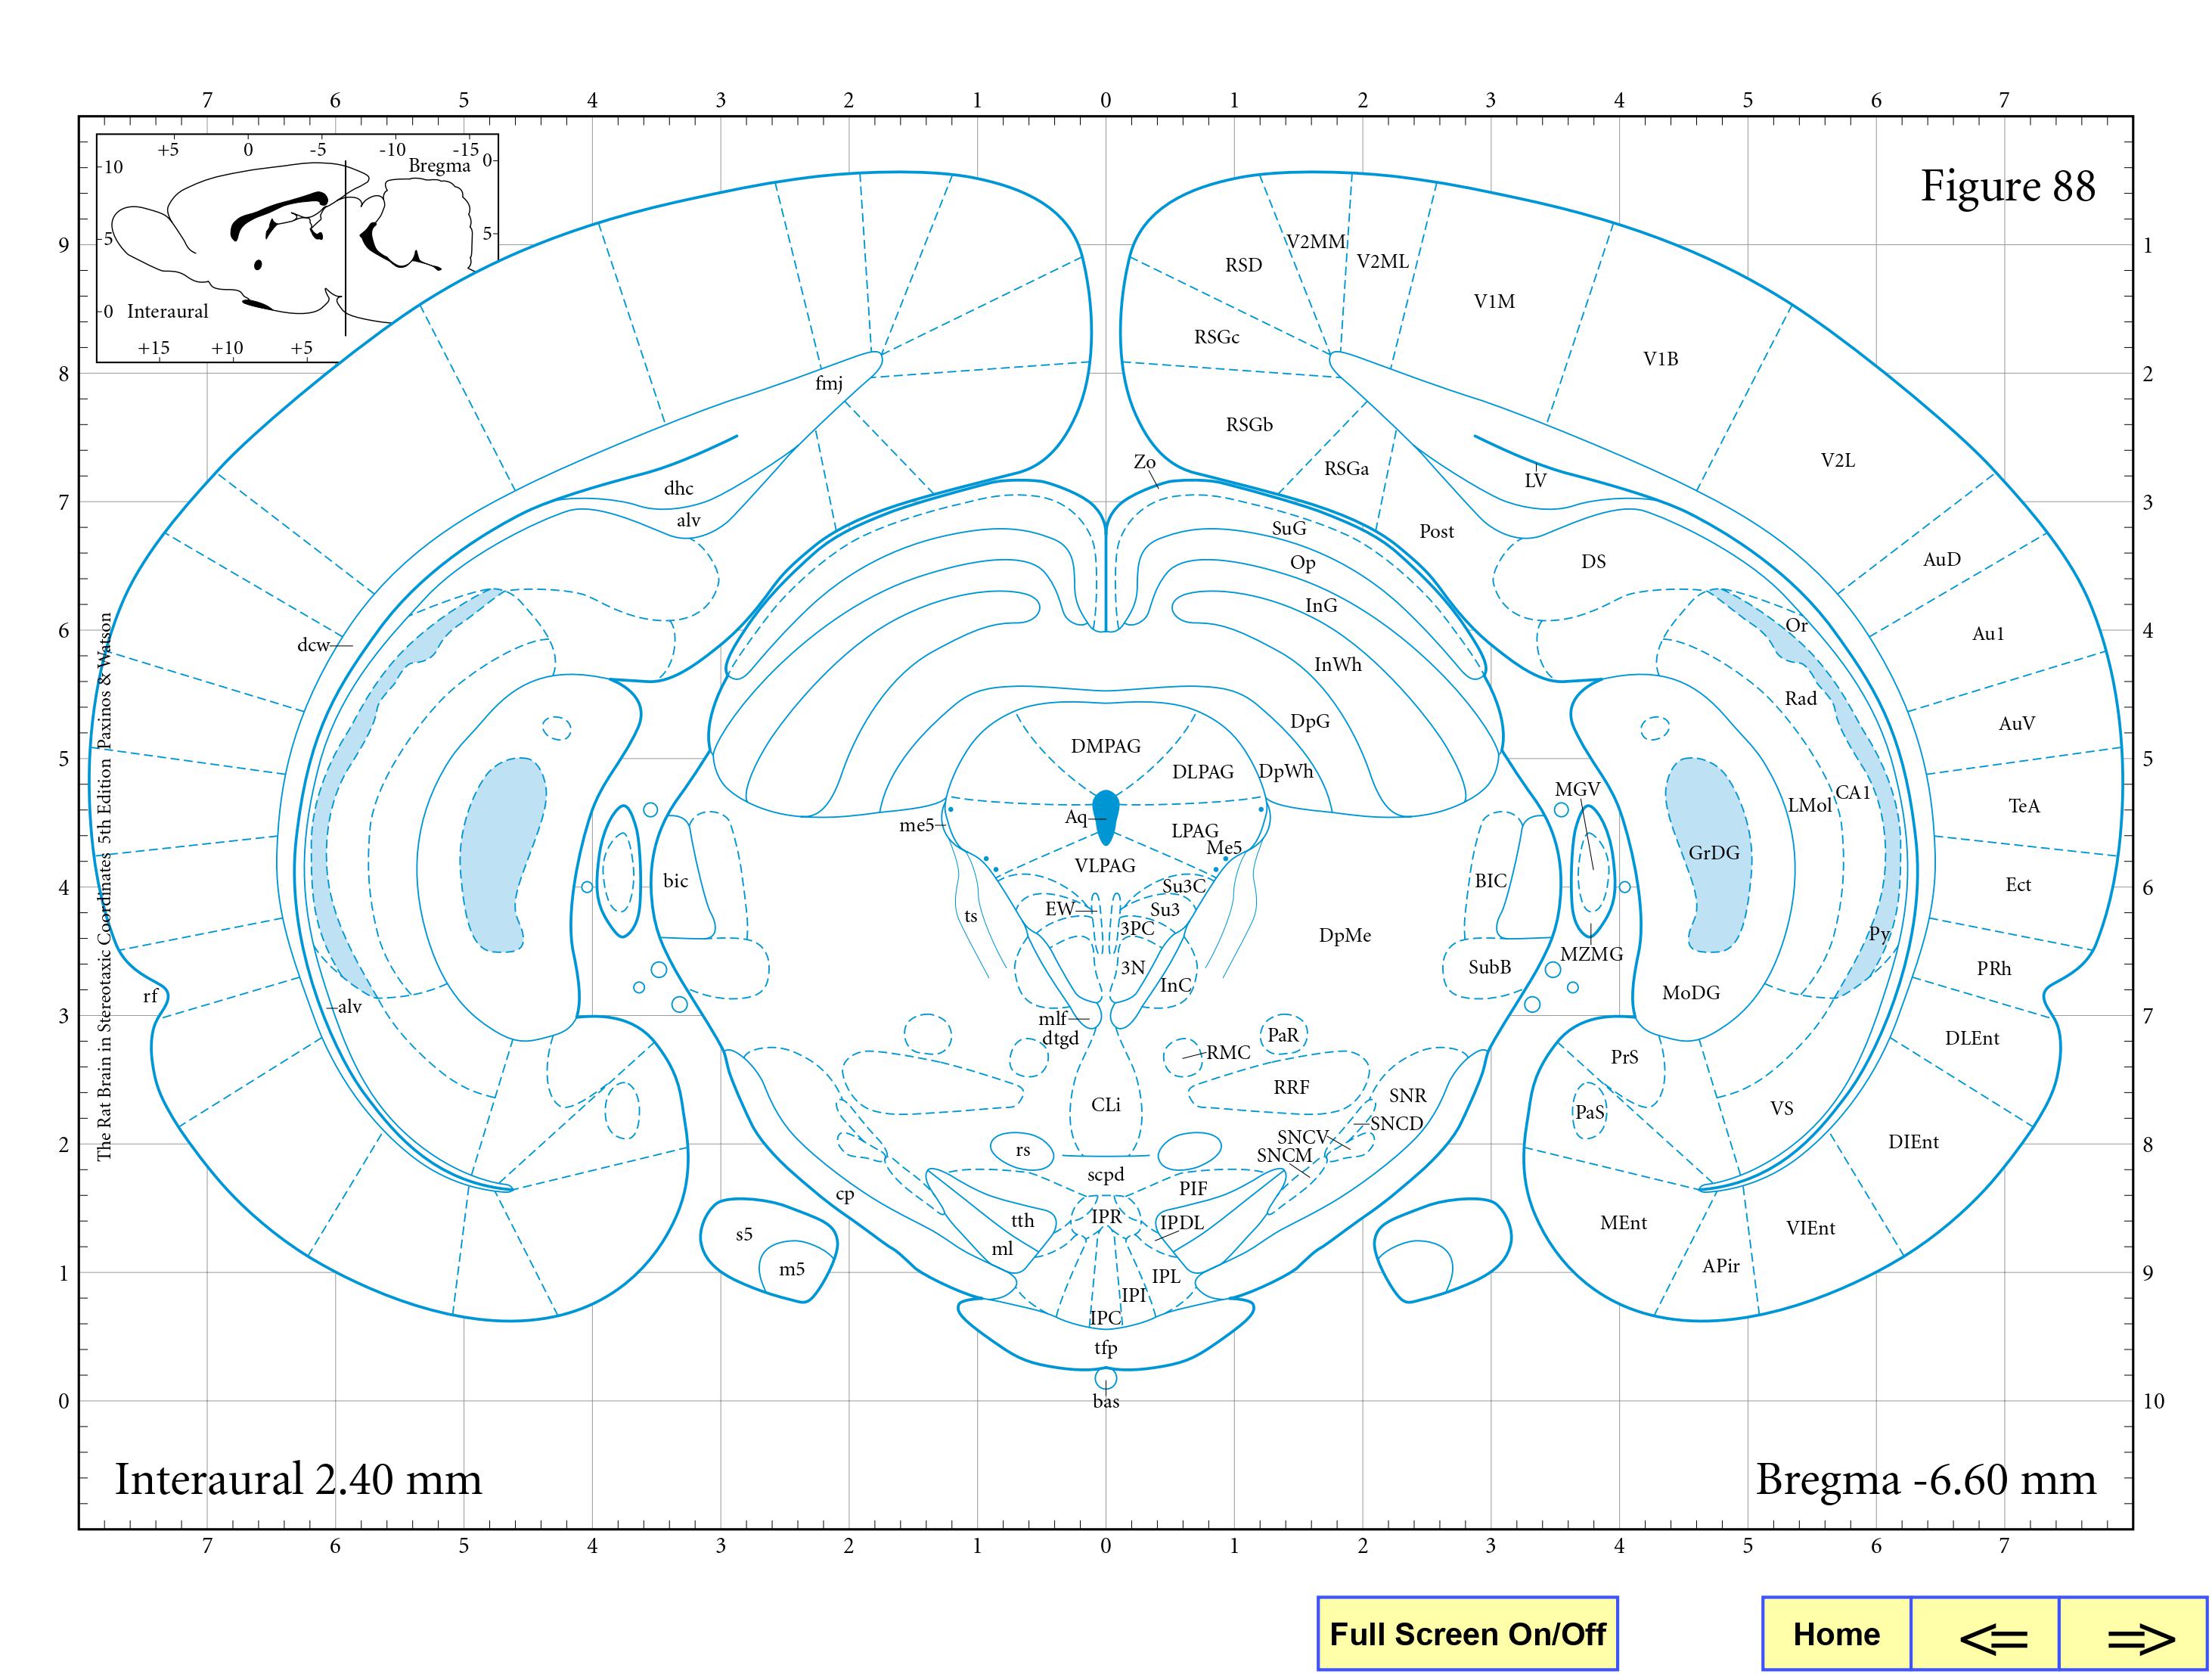 7 6 5 4 3 2 1 0 1 2 3 4 5 6 7
+5 0 -5 -10 -15
Bregma
0
10
5
5
0 Interaural
+15 +10 +5
Figure 88
9 1
8 2
7 3
6 4
5 5
4 6
3 7
2 8
1 9
0 10
The Rat Brain in Stereotaxic Coordinates 5th Edition Paxinos & Watson
V2MM
RSD
V2ML
V1M
RSGc
V1B
fmj
RSGb
Zo
RSGa
V2L
LV
dhc
alv
SuG
Post
Op
DS
AuD
InG
Or
Au1
dcw
InWh
Rad
DpG
AuV
DMPAG
DLPAG
DpWh
MGV
CA1
LMol
TeA
Aq
me5
LPAG
Me5
GrDG
VLPAG
bic
BIC
Su3C
Ect
EW
Su3
ts
3PC
DpMe
Py
MZMG
3N
SubB
PRh
InC
MoDG
rf
alv
mlf
dtgd
PaR
DLEnt
RMC
PrS
RRF
SNR
CLi
VS
PaS
SNCD
SNCV
DIEnt
rs
SNCM
scpd
PIF
cp
IPR
tth
IPDL
MEnt
VIEnt
s5
ml
m5
IPL
APir
IPI
IPC
tfp
bas
Interaural 2.40 mm
Bregma -6.60 mm
7 6 5 4 3 2 1 0 1 2 3 4 5 6 7
Full Screen On/Off
Home
<=
=>